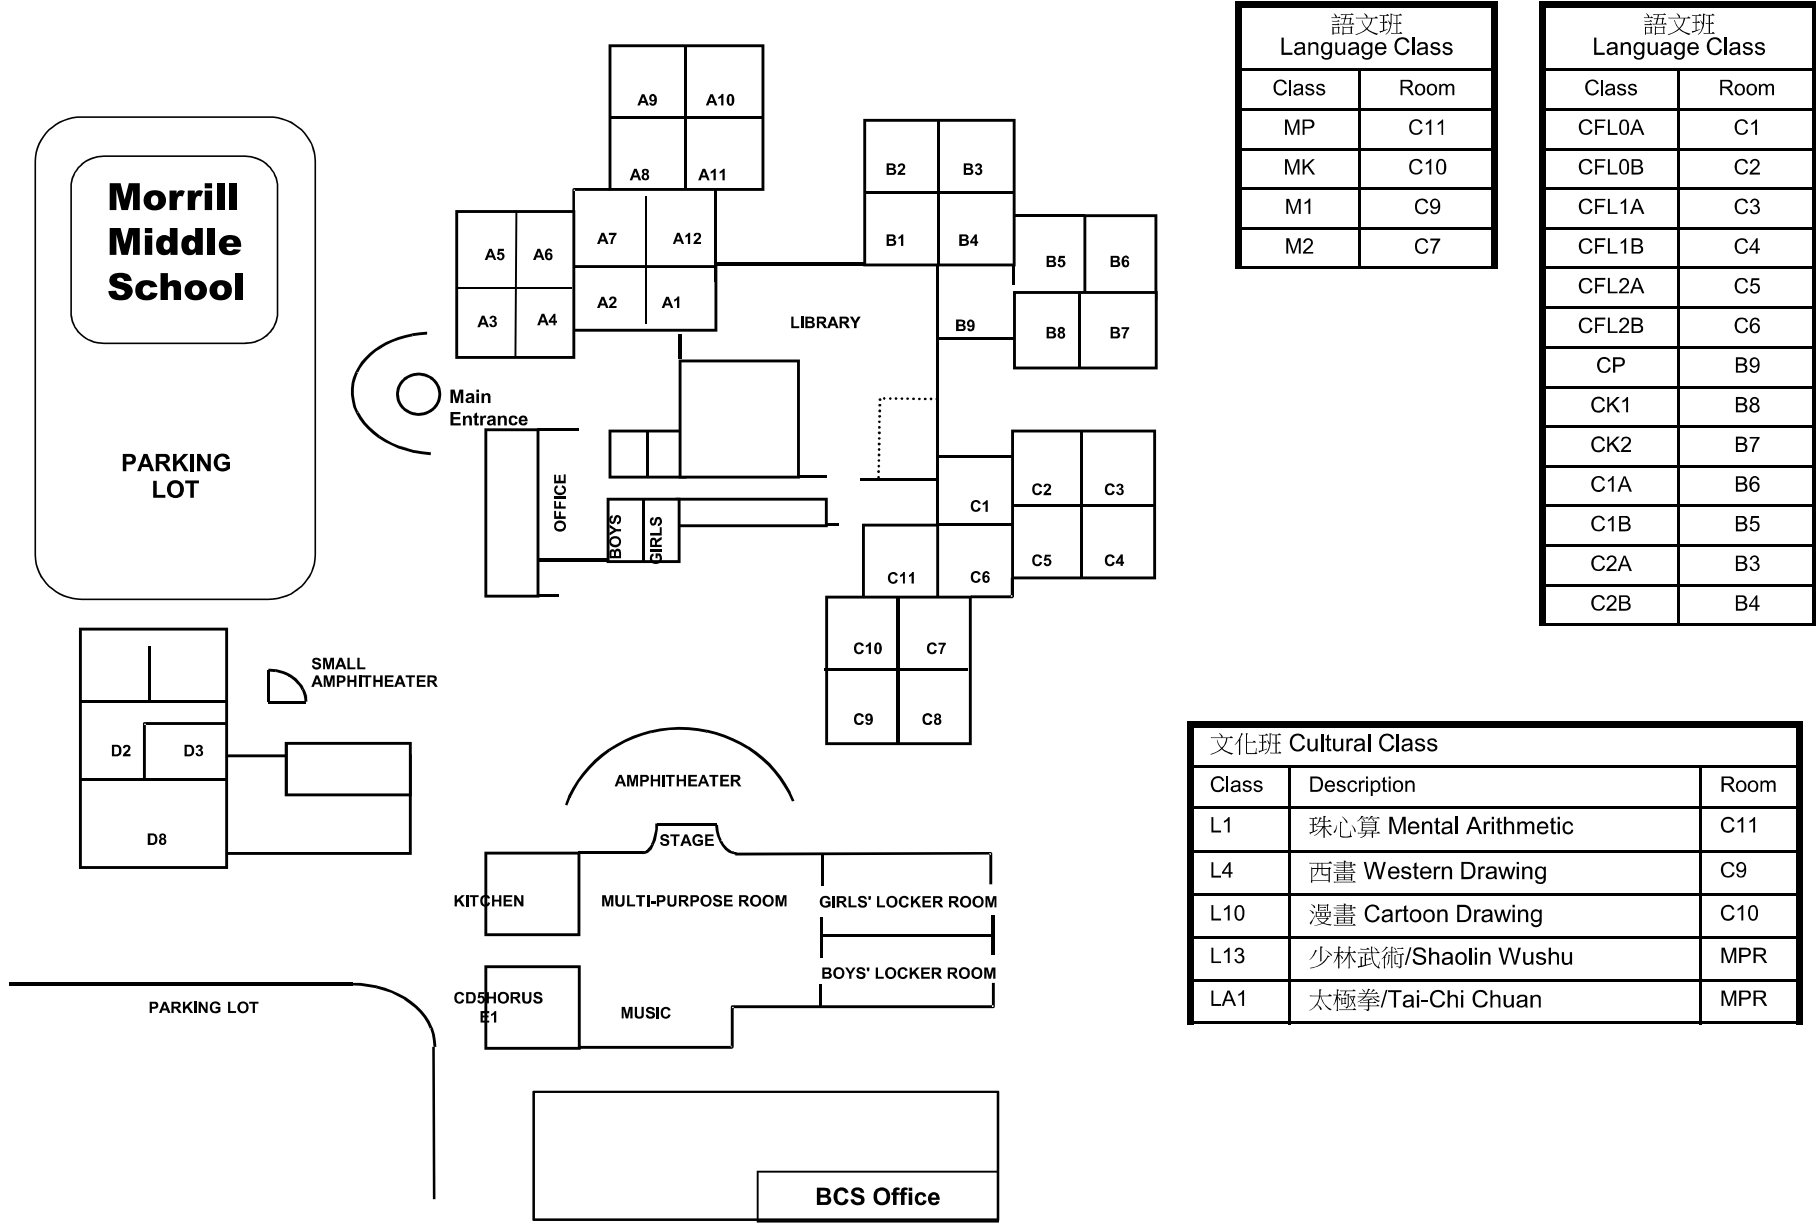 Morrill
Middle
School
PARKING
LOT
A9 A10
A8 A11
A7 A12
A5 A6
A2 A1
A3 A4
Main
Entrance
LIBRARY
B2 B3
B1 B4
B5 B6
B9
B8 B7
OFFICE
BOYS
GIRLS
C1
C2 C3
C5 C4
C11 C6
C10 C7
C9 C8
SMALL
AMPHITHEATER
D2 D3
D8
AMPHITHEATER
STAGE
KITCHEN
MULTI-PURPOSE ROOM
GIRLS' LOCKER ROOM
BOYS' LOCKER ROOM
CD5HORUS
E1
MUSIC
PARKING LOT
BCS Office
語文班
Language Class
Class Room
MP C11
MK C10
M1 C9
M2 C7
語文班
Language Class
Class Room
CFL0A C1
CFL0B C2
CFL1A C3
CFL1B C4
CFL2A C5
CFL2B C6
CP B9
CK1 B8
CK2 B7
C1A B6
C1B B5
C2A B3
C2B B4
文化班 Cultural Class
Class Description Room
L1 珠心算 Mental Arithmetic C11
L4 西畫 Western Drawing C9
L10 漫畫 Cartoon Drawing C10
L13 少林武術/Shaolin Wushu MPR
LA1 太極拳/Tai-Chi Chuan MPR